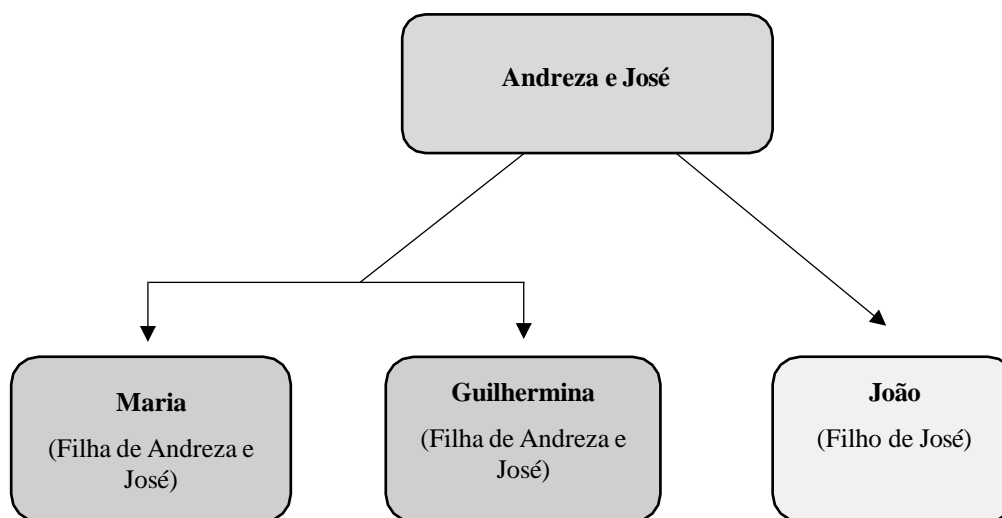 Andreza e José
Maria
(Filha de Andreza e
José)
Guilhermina
(Filha de Andreza e
José)
João
(Filho de José)